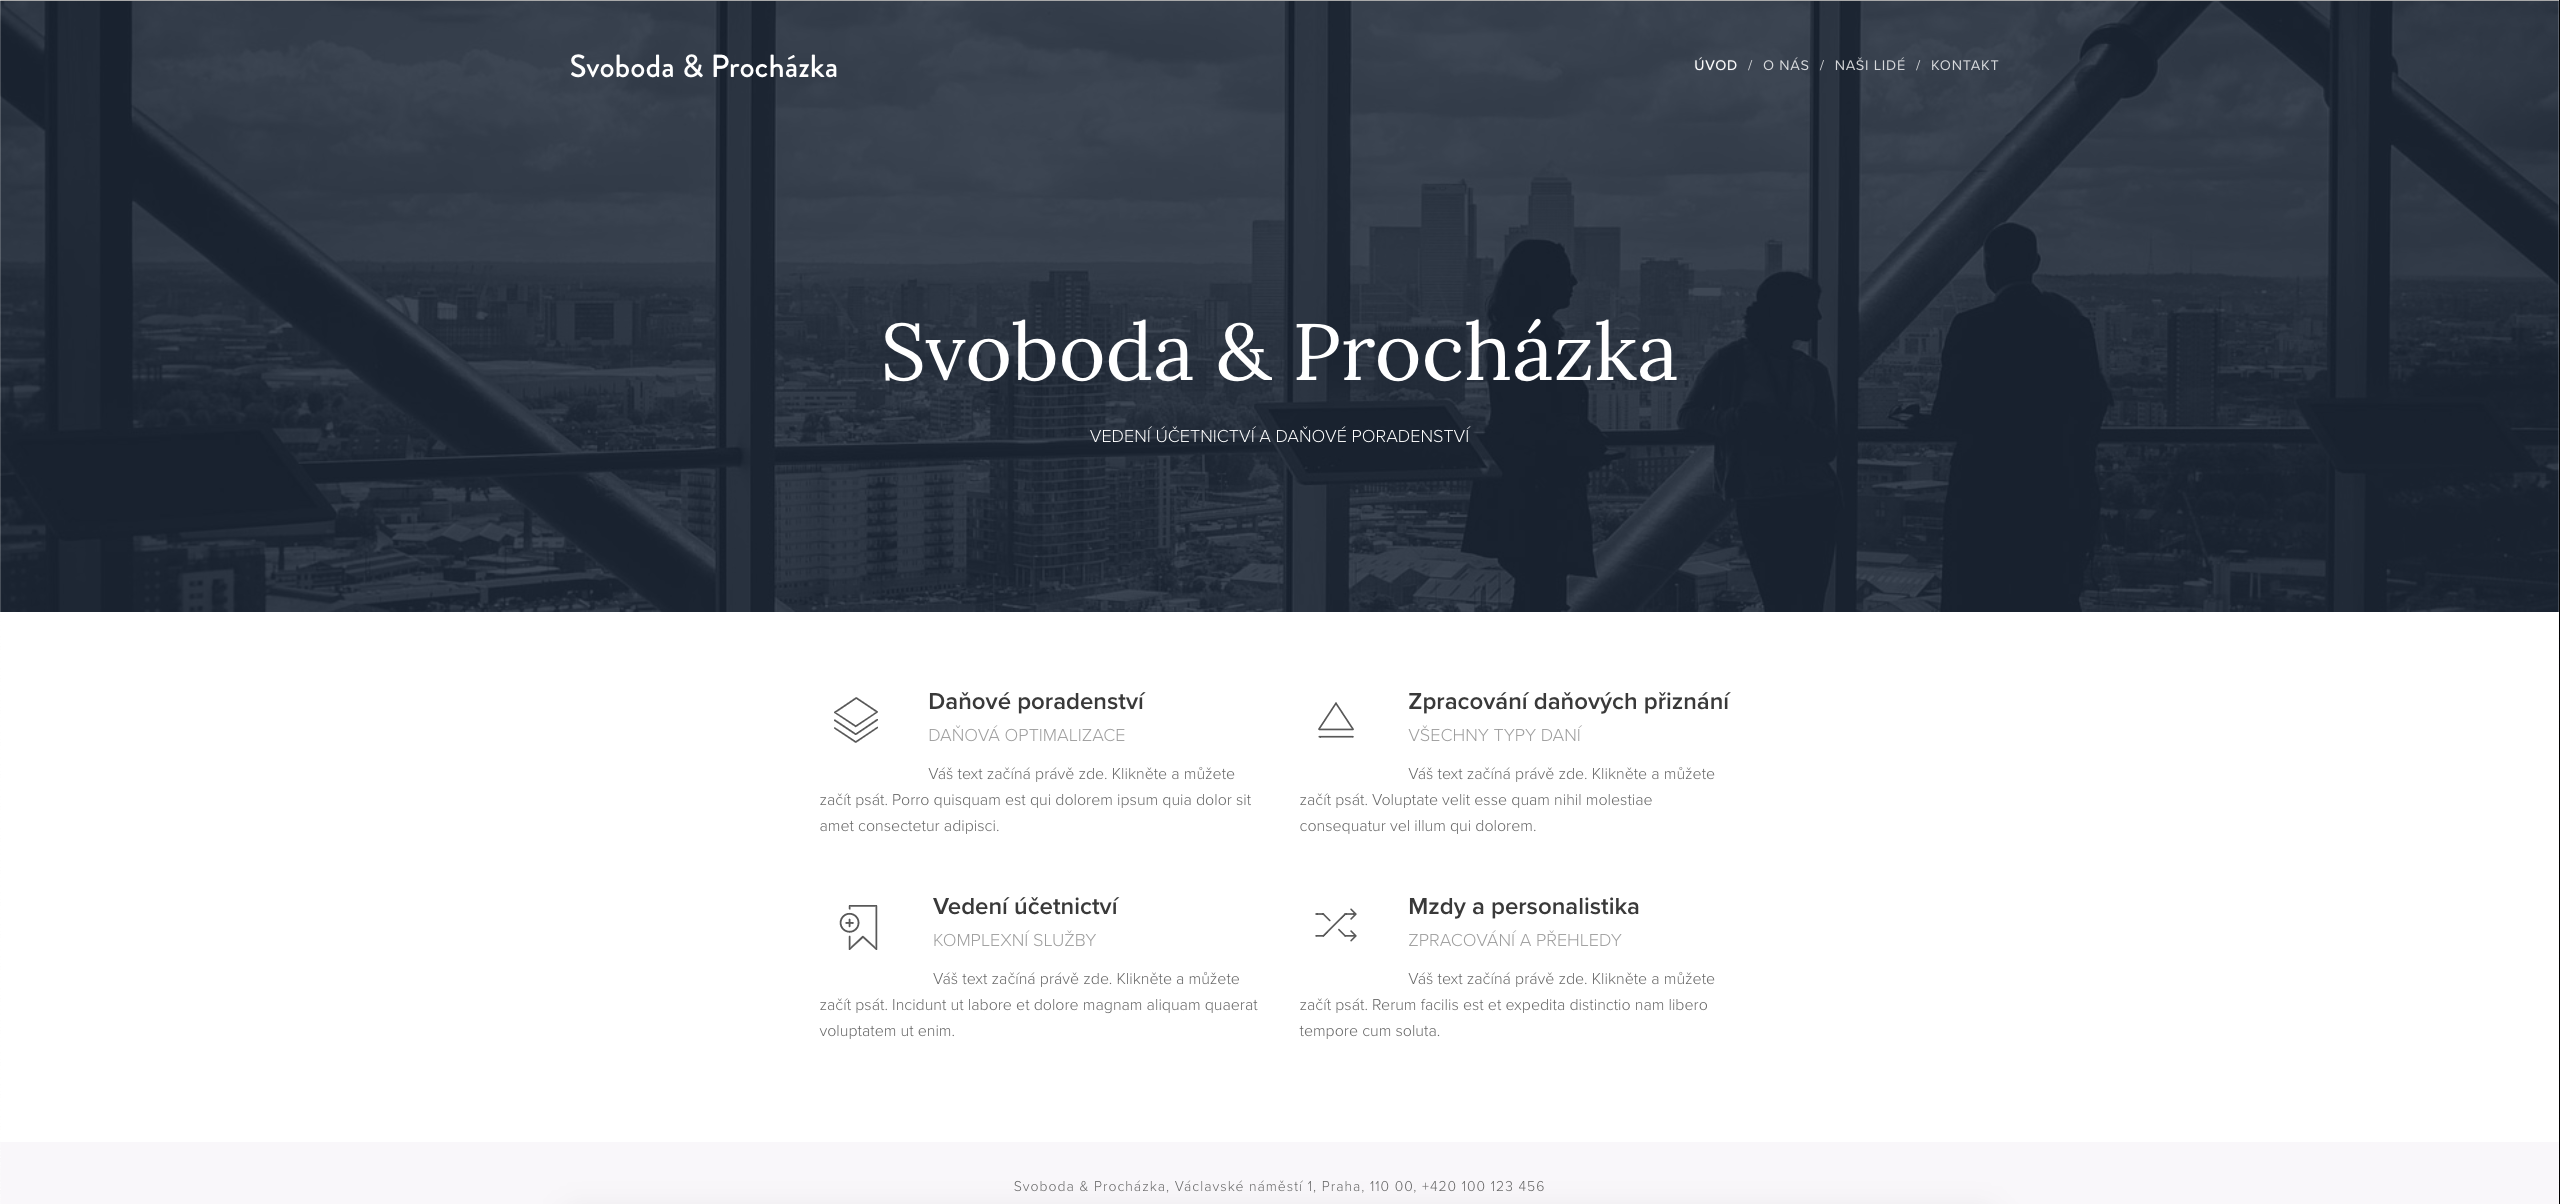 Svoboda & Procházka
ÚVOD / O NÁS / NAŠI LIDÉ / KONTAKT
Svoboda & Procházka
VEDENÍ ÚČETNICTVÍ A DAŇOVÉ PORADENSTVÍ
Daňové poradenství
DAŇOVÁ OPTIMALIZACE
Váš text začíná právě zde. Klikněte a můžete
začít psát. Porro quisquam est qui dolorem ipsum quia dolor sit
amet consectetur adipisci.
Zpracování daňových přiznání
VŠECHNY TYPY DANÍ
Váš text začíná právě zde. Klikněte a můžete
začít psát. Voluptate velit esse quam nihil molestiae
consequatur vel illum qui dolorem.
Vedení účetnictví
KOMPLEXNÍ SLUŽBY
Váš text začíná právě zde. Klikněte a můžete
začít psát. Incidunt ut labore et dolore magnam aliquam quaerat
voluptatem ut enim.
Mzdy a personalistika
ZPRACOVÁNÍ A PŘEHLEDY
Váš text začíná právě zde. Klikněte a můžete
začít psát. Rerum facilis est et expedita distinctio nam libero
tempore cum soluta.
Svoboda & Procházka, Václavské náměstí 1, Praha, 110 00, +420 100 123 456